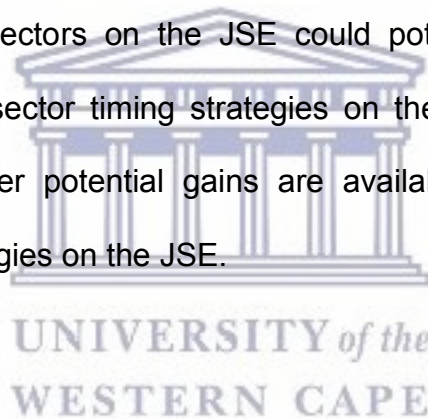 ectors on the JSE could pot
sector timing strategies on the
er potential gains are availa
gies on the JSE.
UNIVERSITY of the
WESTERN CAPE